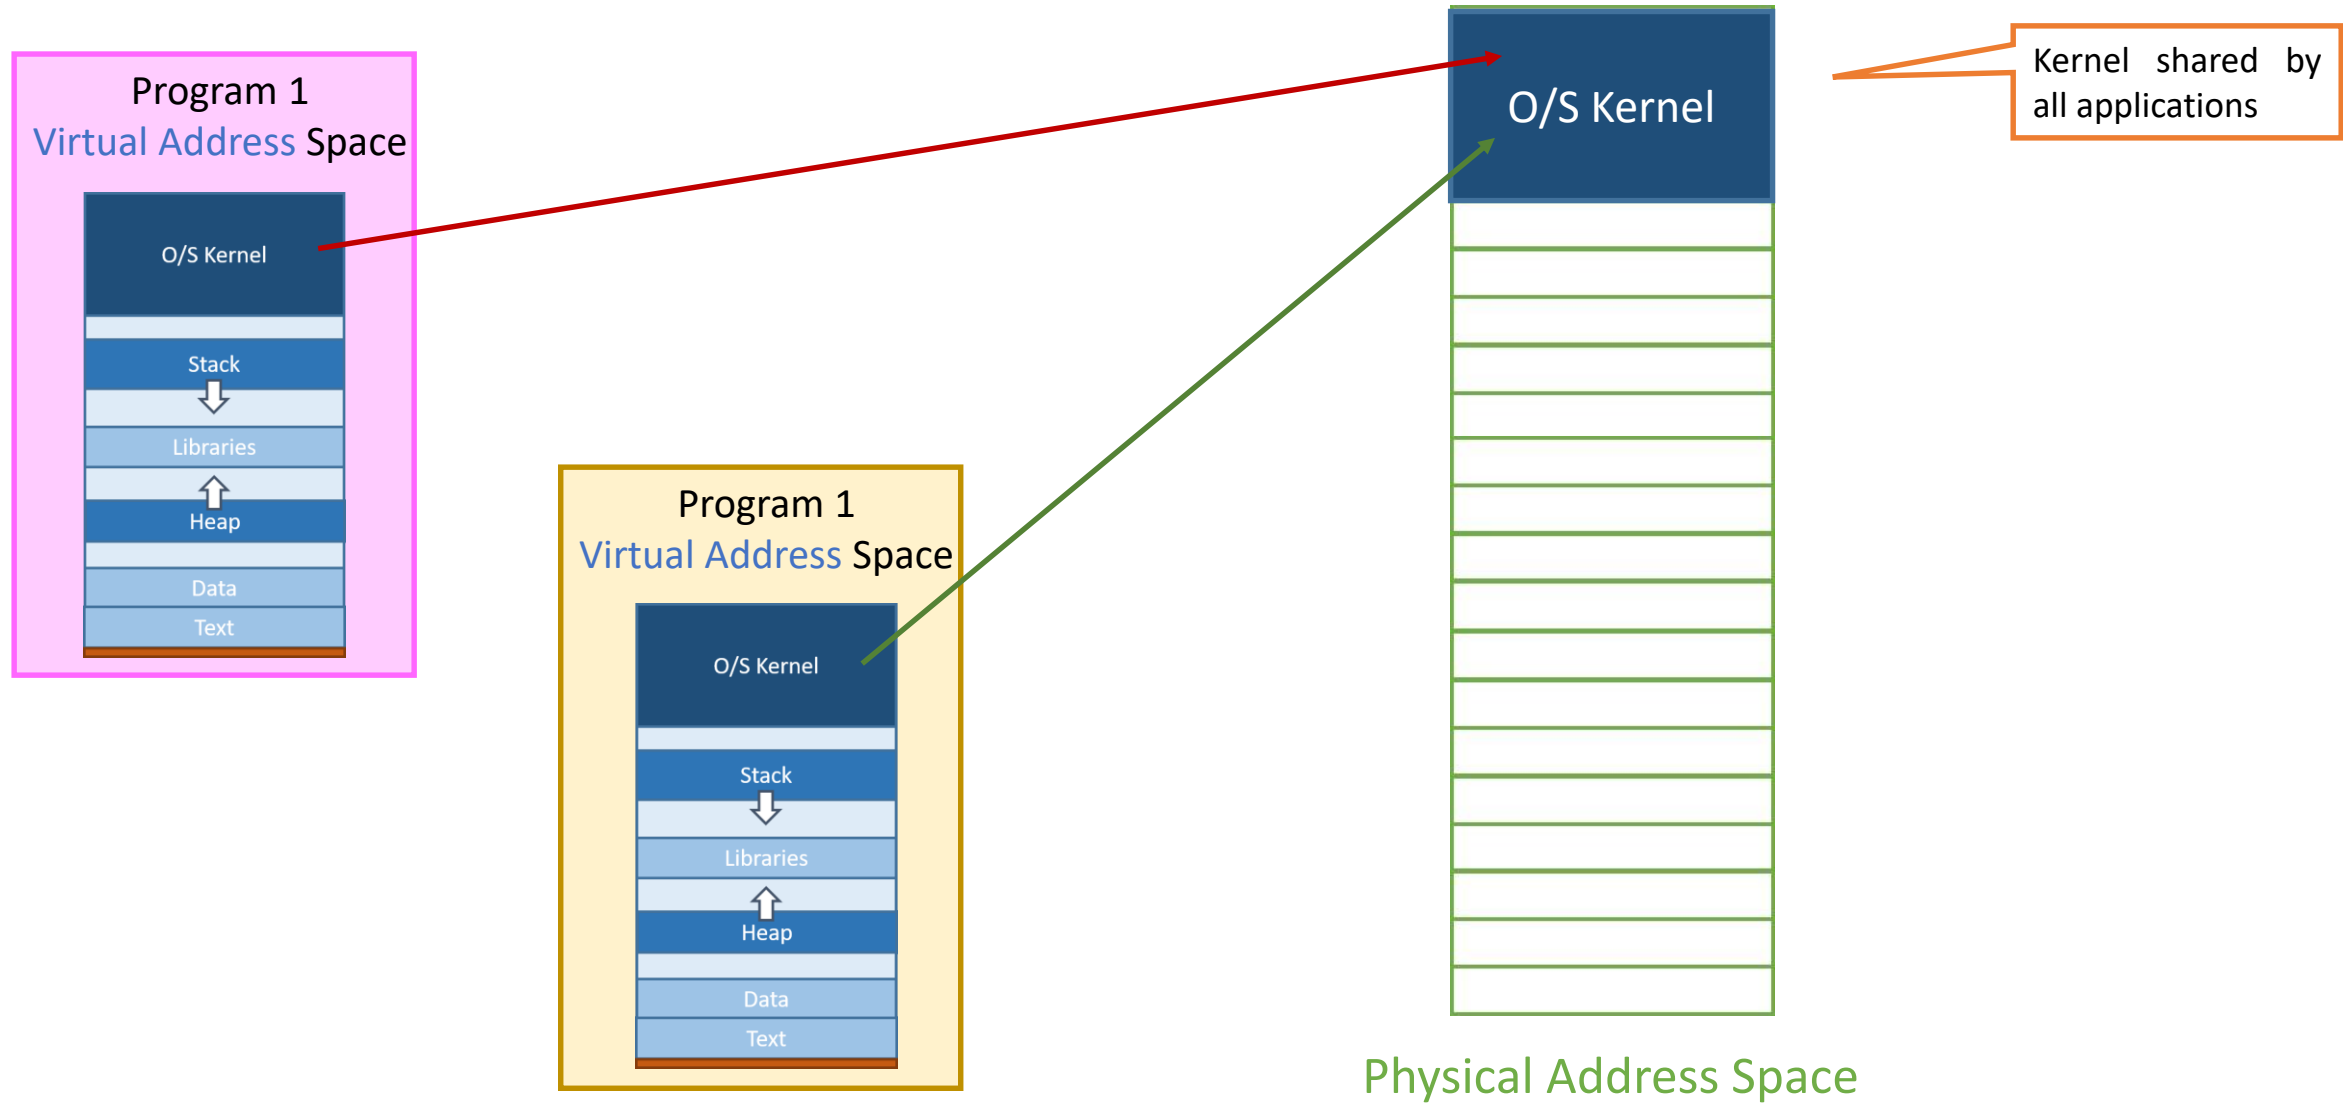 Program 1
Virtual Address Space
O/S Kernel
Stack
Libraries
Heap
Data
Text
Program 1
Virtual Address Space
O/S Kernel
Stack
Libraries
Heap
Data
Text
O/S Kernel
Physical Address Space
Kernel shared by
all applications